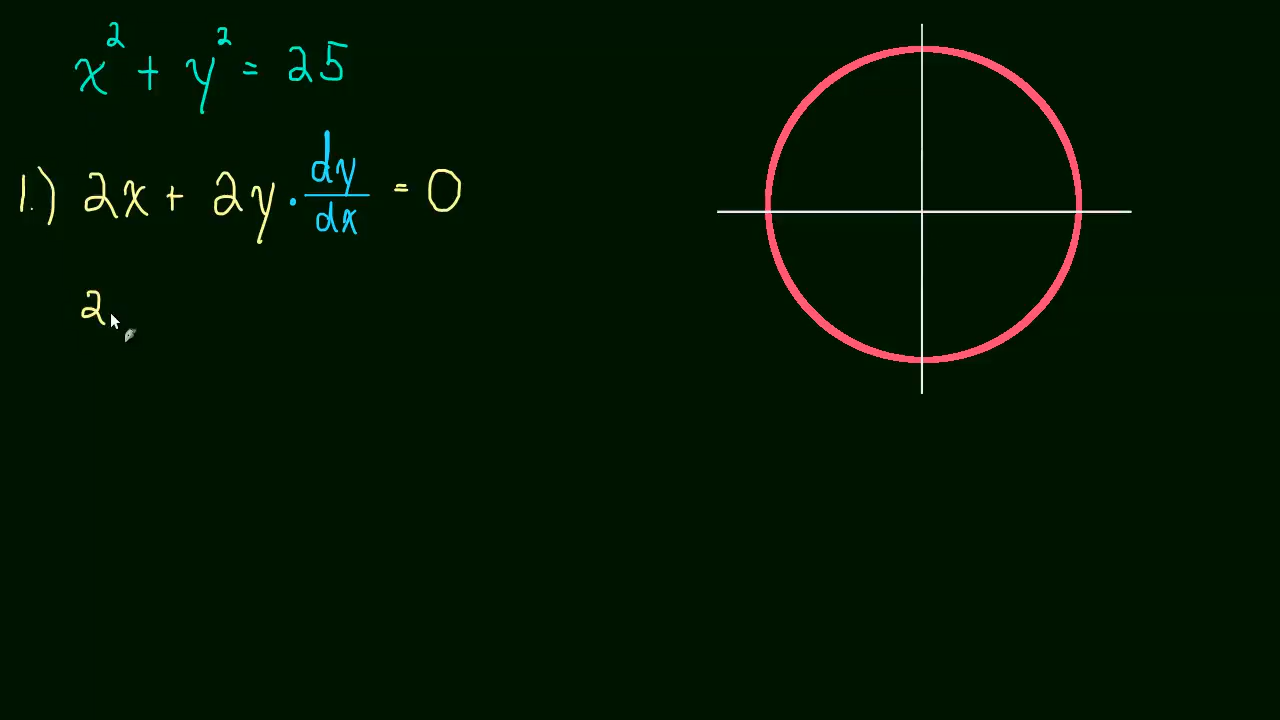 x² + y² = 25
1.) 2x + 2y · dy/dx = 0
2